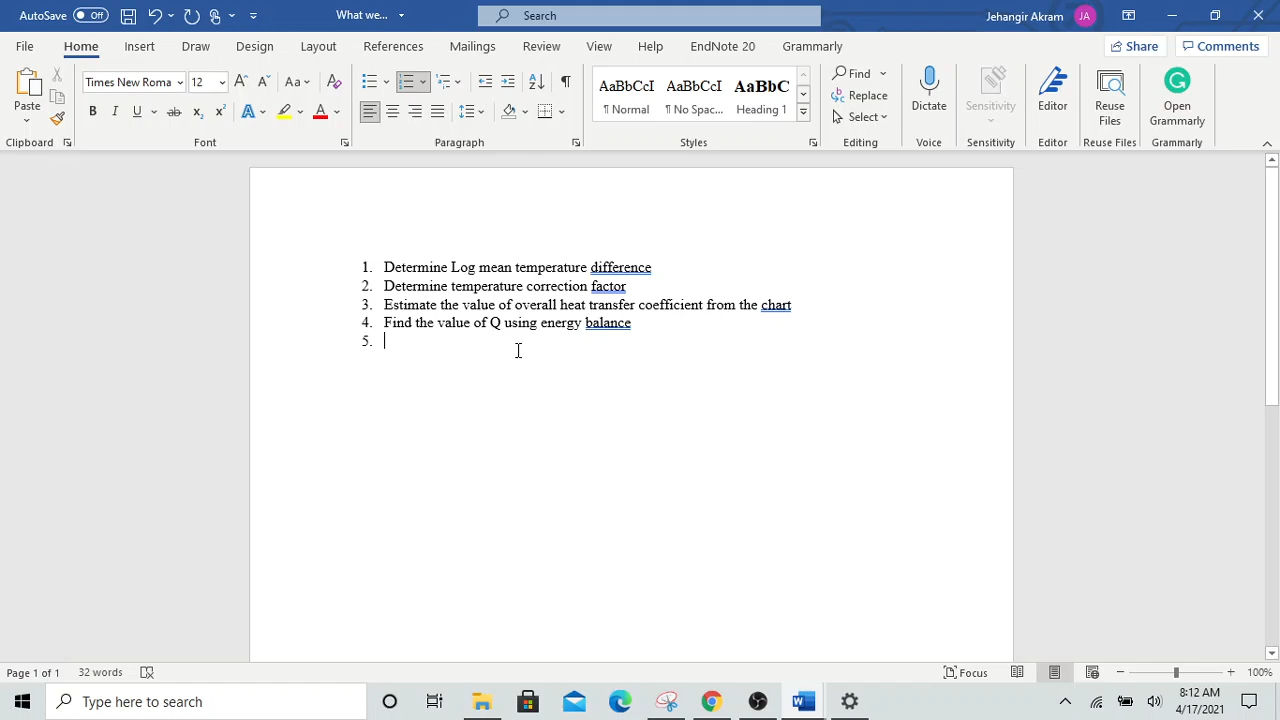 AutoSave Off What we... Search Jehangir Akram JA
File Home Insert Draw Design Layout References Mailings Review View Help EndNote 20 Grammarly Share Comments
Times New Roma 12 Aa AaBbCcI AaBbCcI AaBbC Find
Replace
Select
Paste B I U ab x₂ x² A A Normal No Spac... Heading 1 Dictate Sensitivity Editor Reuse Files Open Grammarly
Clipboard Font Paragraph Styles Editing Voice Sensitivity Editor Reuse Files Grammarly
1. Determine Log mean temperature difference
2. Determine temperature correction factor
3. Estimate the value of overall heat transfer coefficient from the chart
4. Find the value of Q using energy balance
5.
Page 1 of 1 32 words Focus 100%
Type here to search 8:12 AM
4/17/2021